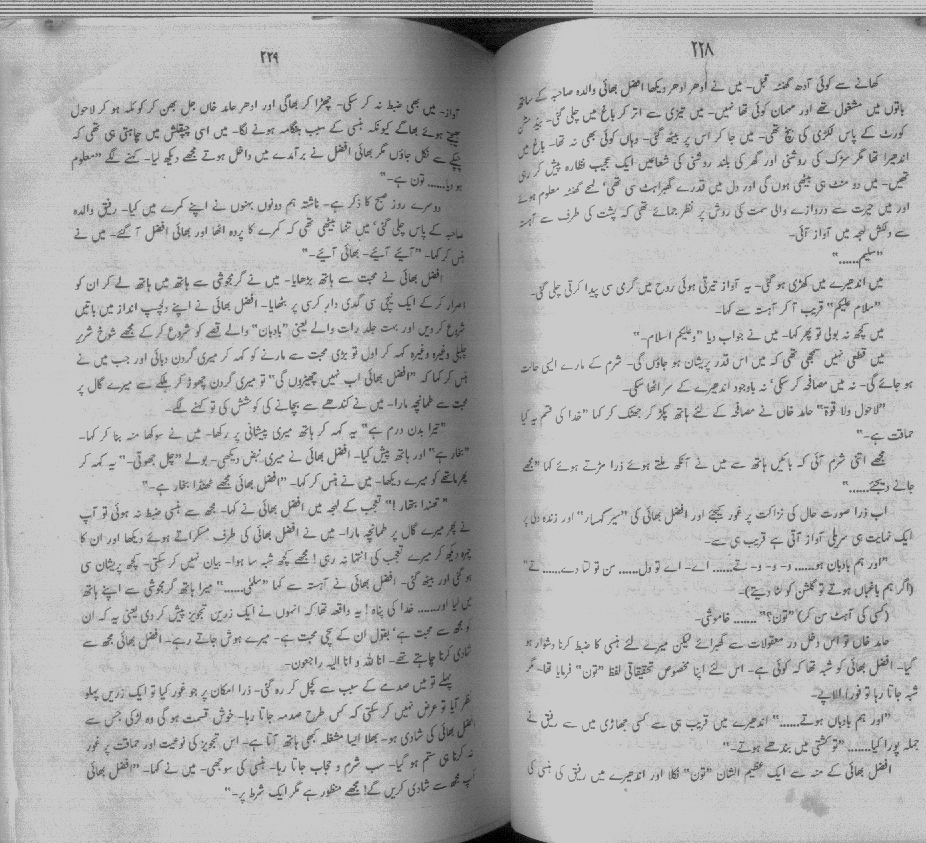 ۲۲۸
کھانے سے کوئی آدھ گھنٹہ قبل۔ میں نے اُدھر اِدھر دیکھا افضل بھائی والدہ صاحبہ کے ساتھ
باتوں میں مشغول تھے اور مہمان کوئی تھا نہیں۔ میں تیزی سے اتر کر باغ میں چلی گئی۔
کورٹ کے پاس لکڑی کی بنچ تھی۔ میں جا کر اس پر بیٹھ گئی۔ وہاں کوئی بھی نہ تھا۔ باغ میں
اندھیرا تھا مگر سڑک کی روشنی اور گھر کی بلند روشنی کی شعاعیں ایک عجیب نظارہ پیش کر رہی
تھیں۔ میں دو منٹ ہی بیٹھی ہوں گی اور دل میں قدرے گھبراہٹ سی تھی، لمحے گھنٹہ معلوم ہوئے
اور میں حیرت سے دروازے والی سمت کی روش پر نظر جمائے تھی کہ پشت کی طرف سے آہستہ
سے دلکش لہجہ میں آواز آئی۔
"سلیم......"
میں اندھیرے میں کھڑی ہو گئی۔ یہ آواز تیرتی ہوئی روح میں گرمی سی پیدا کرتی چلی گئی۔
"سلام علیکم" قریب آ کر آہستہ سے کہا۔
میں کچھ نہ بولی تو پھر کہا۔ میں نے جواب دیا "وعلیکم السلام۔"
میں قطعی نہیں سمجھی تھی کہ میں اس قدر پریشان ہو جاؤں گی۔ شرم کے مارے ایسی حالت
ہو جائے گی۔ نہ میں مصافحہ کر سکی، نہ باوجود اندھیرے کے سر اٹھا سکی۔
"لاحول ولا قوۃ" حامد خاں نے مصافحہ کے لئے ہاتھ پکڑ کر جھٹک کر کہا "خدا کی قسم یہ کیا
حماقت ہے۔"
مجھے اتنی شرم آئی کہ بائیں ہاتھ سے میں نے آنکھ ملتے ہوئے ذرا مڑتے ہوئے کہا "مجھے
جانے دیجئے......"
اب ذرا صورت حال کی نزاکت پر غور کیجئے اور افضل بھائی کی "سیر کہسار" اور زندہ دلی پر
ایک نہایت ہی سریلی آواز آتی ہے قریب ہی سے۔
"اور ہم بادباں ہو...... و۔ و۔ و۔ تے...... اے۔ اے تو ول...... سن تو لتا دے...... تے"
(اگر ہم باغباں ہوتے تو گلشن کو لٹا دیتے)۔
(کسی کی آہٹ سن کر) "تون؟" ...... خاموشی۔
حامد خاں تو اس دخل در معقولات سے گھبرائے لیکن میرے لئے ہنسی کا ضبط کرنا دشوار ہو
گیا۔ افضل بھائی کو شبہ تھا کہ کوئی ہے۔ اس لئے اپنا مخصوص تحقیقاتی لفظ "تون" فرمایا تھا۔ مگر
شبہ جاتا رہا تو فوراً الاپے۔
"اور ہم بادباں ہوتے......" اندھیرے میں قریب ہی سے کسی جھاڑی میں سے رفیق نے
جملہ پورا کیا...... "تو کشتی میں بندھے ہوتے۔"
افضل بھائی کے منہ سے ایک عظیم الشان "تون" نکلا اور اندھیرے میں رفیق کی ہنسی کی
۲۲۹
آواز۔ میں بھی ضبط نہ کر سکی۔ چھڑا کر بھاگی اور ادھر حامد خاں جل بھن کر کوئلہ ہو کر لاحول
بھیجتے ہوئے بھاگے کیونکہ ہنسی کے سبب ہنگامہ ہونے لگا۔ میں اسی چپقلش میں چاہتی ہی تھی کہ
چپکے سے نکل جاؤں مگر بھائی افضل نے برآمدے میں داخل ہوتے مجھے دیکھ لیا۔ کہنے لگے "معلوم
ہو دیا...... تون ہے۔"
دوسرے روز صبح کا ذکر ہے۔ ناشتہ ہم دونوں بہنوں نے اپنے کمرے میں کیا۔ رفیق والدہ
صاحبہ کے پاس چلی گئی، میں تنہا بیٹھی تھی کہ کمرے کا پردہ اٹھا اور بھائی افضل آ گئے۔ میں نے
ہنس کر کہا۔ "آیئے آیئے۔ بھائی آیئے۔"
افضل بھائی نے محبت سے ہاتھ بڑھایا۔ میں نے گرمجوشی سے ہاتھ میں ہاتھ لے کر ان کو
اصرار کر کے ایک نیچی سی گدی دار کرسی پر بٹھایا۔ افضل بھائی نے اپنے دلچسپ انداز میں باتیں
شروع کر دیں اور بہت جلد رات والے یعنی "بادبان" والے قصے کو شروع کر کے مجھے شوخ شریر
چلبلی وغیرہ وغیرہ کہہ کر اول تو بڑی محبت سے مارنے کو کہہ کر میری گردن دبائی اور جب میں نے
ہنس کر کہا کہ "افضل بھائی اب نہیں چھیڑوں گی" تو میری گردن چھوڑ کر ہلکے سے میرے گال پر
محبت سے طمانچہ مارا۔ میں نے کندھے سے بچانے کی کوشش کی تو کہنے لگے۔
"تیرا بدن درم ہے" یہ کہہ کر ہاتھ میری پیشانی پر رکھا۔ میں نے سوکھا منہ بنا کر کہا۔
"بخار ہے" اور ہاتھ پیش کیا۔ افضل بھائی نے میری نبض دیکھی۔ بولے "چل جھوتی۔" یہ کہہ کر
پھر ماتھے کو میرے دیکھا۔ میں نے ہنس کر کہا۔ "افضل بھائی مجھے ٹھنڈا بخار ہے۔"
"تھندا بتھار!" تعجب کے لہجہ میں افضل بھائی نے کہا۔ مجھ سے ہنسی ضبط نہ ہوئی تو آپ
نے پھر میرے گال پر طمانچہ مارا۔ میں نے افضل بھائی کی طرف مسکراتے ہوئے دیکھا اور ان کا
چہرہ دیکھ کر میرے تعجب کی انتہا نہ رہی! مجھے کچھ شبہ سا ہوا۔ بیان نہیں کر سکتی۔ کچھ پریشان سی
ہو گئی اور بیٹھ گئی۔ افضل بھائی نے آہستہ سے کہا "سلمٰی......" میرا ہاتھ گرمجوشی سے اپنے ہاتھ
میں لیا اور...... خدا کی پناہ! یہ واقعہ تھا کہ انہوں نے ایک زریں تجویز پیش کر دی یعنی یہ کہ ان
کو مجھ سے محبت ہے، بقول ان کے سچی محبت ہے۔ میرے ہوش جاتے رہے۔ افضل بھائی مجھ سے
شادی کرنا چاہتے تھے۔ انا للہ و انا الیہ راجعون۔
پہلے تو میں صدمے کے سبب سے کچل کر رہ گئی۔ ذرا امکان پر جو غور کیا تو ایک زریں پہلو
نظر آیا تو عرض نہیں کر سکتی کہ کس طرح صدمہ جاتا رہا۔ خوش قسمت ہو گی وہ لڑکی جس سے
افضل بھائی کی شادی ہو۔ بھلا ایسا مشغلہ کبھی ہاتھ آتا ہے۔ اس تجویز کی نوعیت اور حماقت پر غور
نہ کرنا ہی ستم ہو گیا۔ سب شرم و حجاب جاتا رہا۔ ہنسی کی سوجھی۔ میں نے کہا۔ "افضل بھائی
آپ مجھ سے شادی کریں گے! مجھے منظور ہے مگر ایک شرط پر۔"